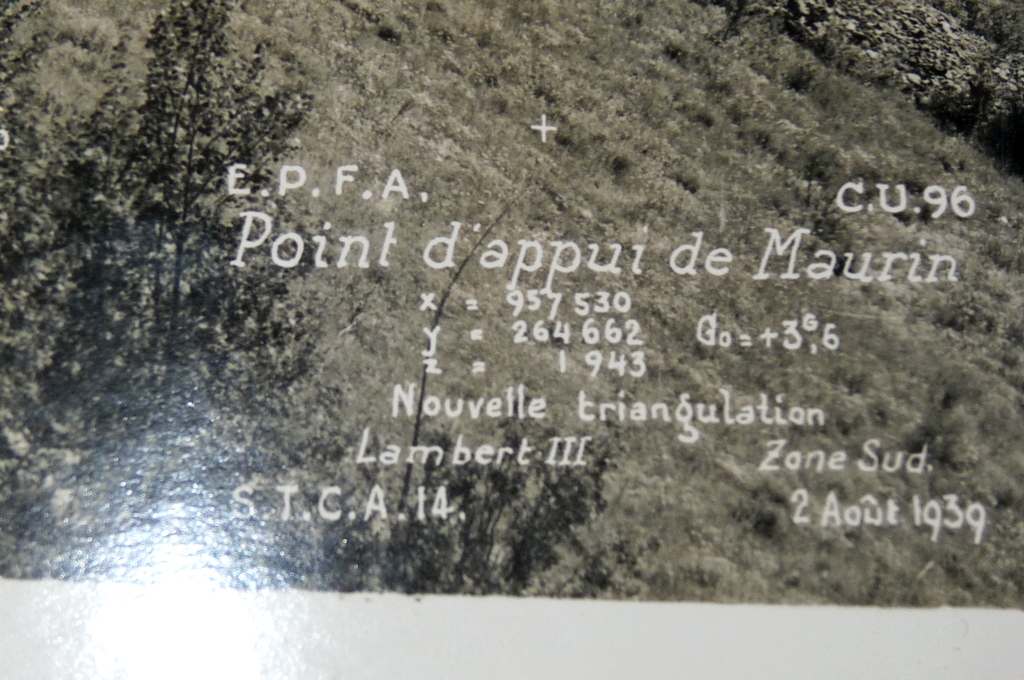 E.P.F.A. C.U.96
Point d'appui de Maurin
x = 957 530
y = 264 662 G₀=+3ᴳ,6
z = 1 943
Nouvelle triangulation
Lambert III Zone Sud.
S.T.C.A.14. 2 Août 1939